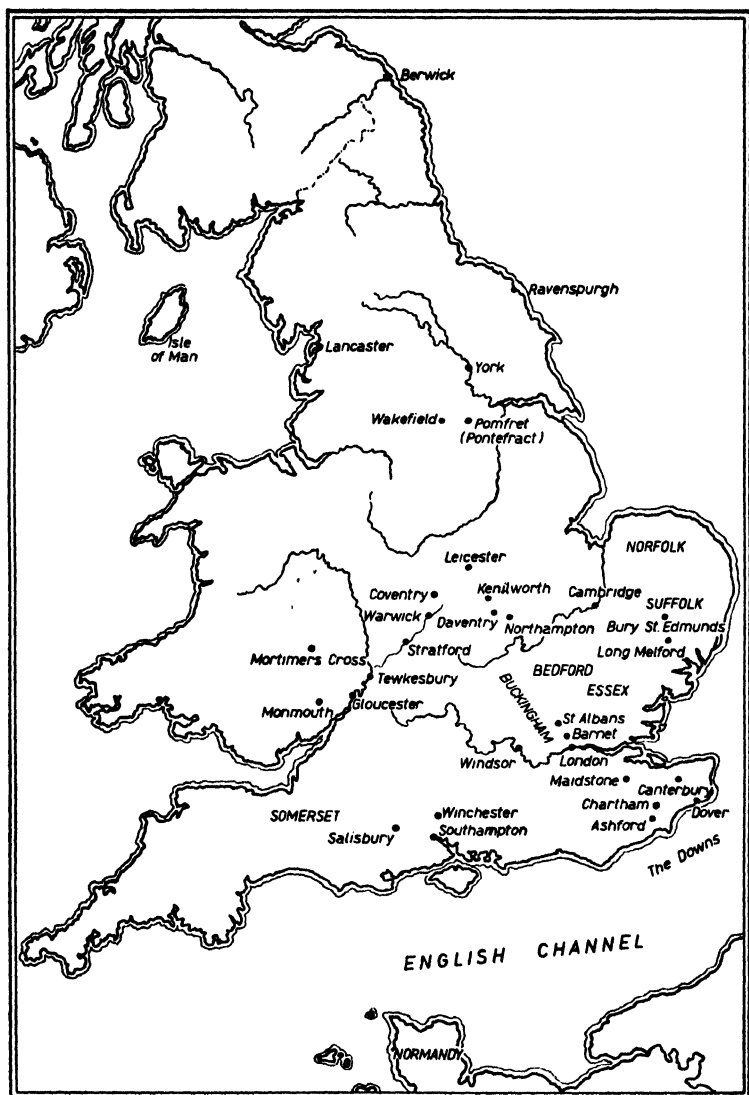 Berwick
Ravenspurgh
Isle
of Man
Lancaster
York
Wakefield
Pomfret
(Pontefract)
NORFOLK
Leicester
Coventry
Kenilworth
Cambridge
SUFFOLK
Warwick
Daventry
Northampton
Bury St. Edmunds
Stratford
Long Melford
Mortimers Cross
BEDFORD
Tewkesbury
ESSEX
BUCKINGHAM
Monmouth
Gloucester
St Albans
Barnet
Windsor
London
Maidstone
Canterbury
SOMERSET
Winchester
Chartham
Dover
Salisbury
Southampton
Ashford
The Downs
ENGLISH CHANNEL
NORMANDY